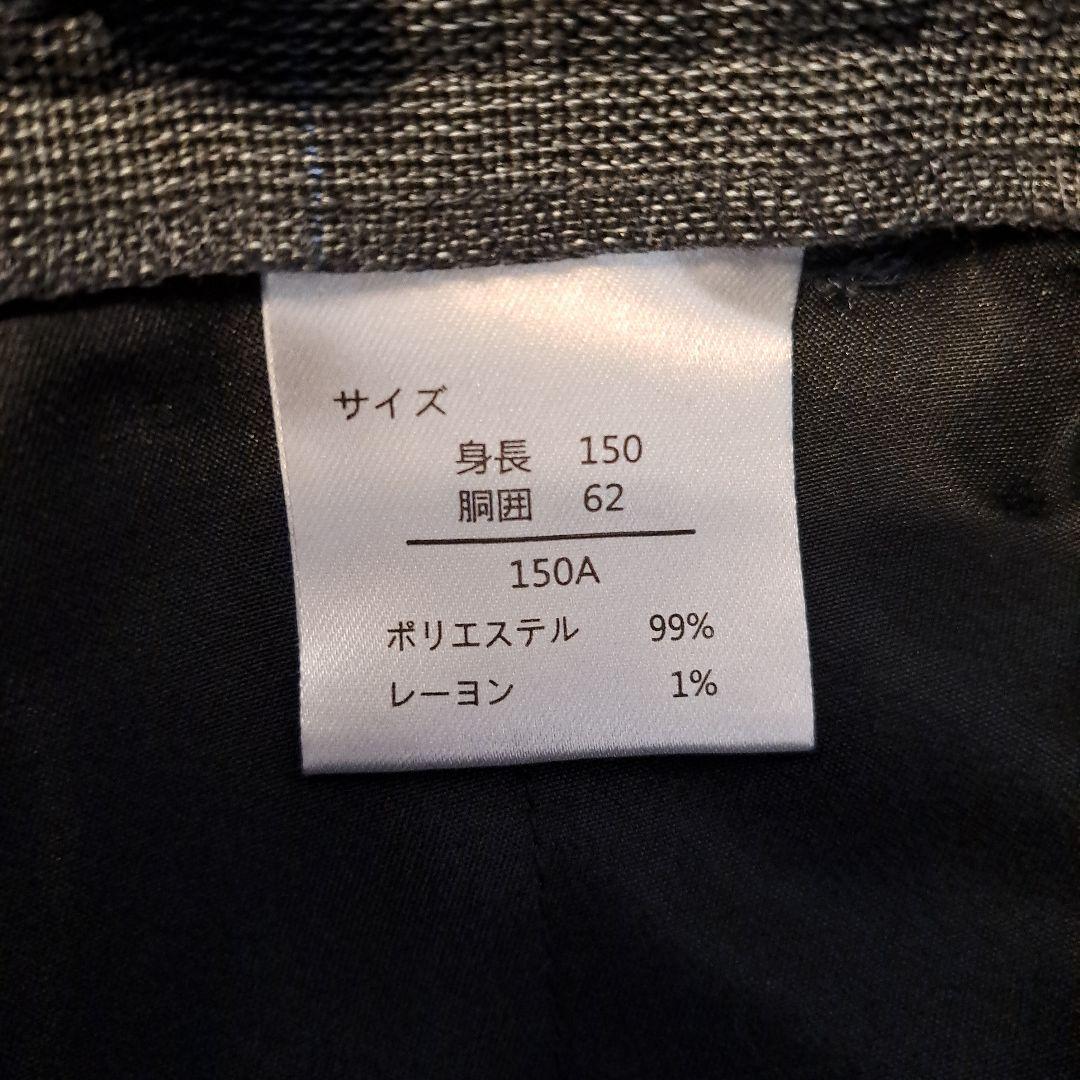 サイズ
身長 150
胴囲 62
150A
ポリエステル 99%
レーヨン 1%